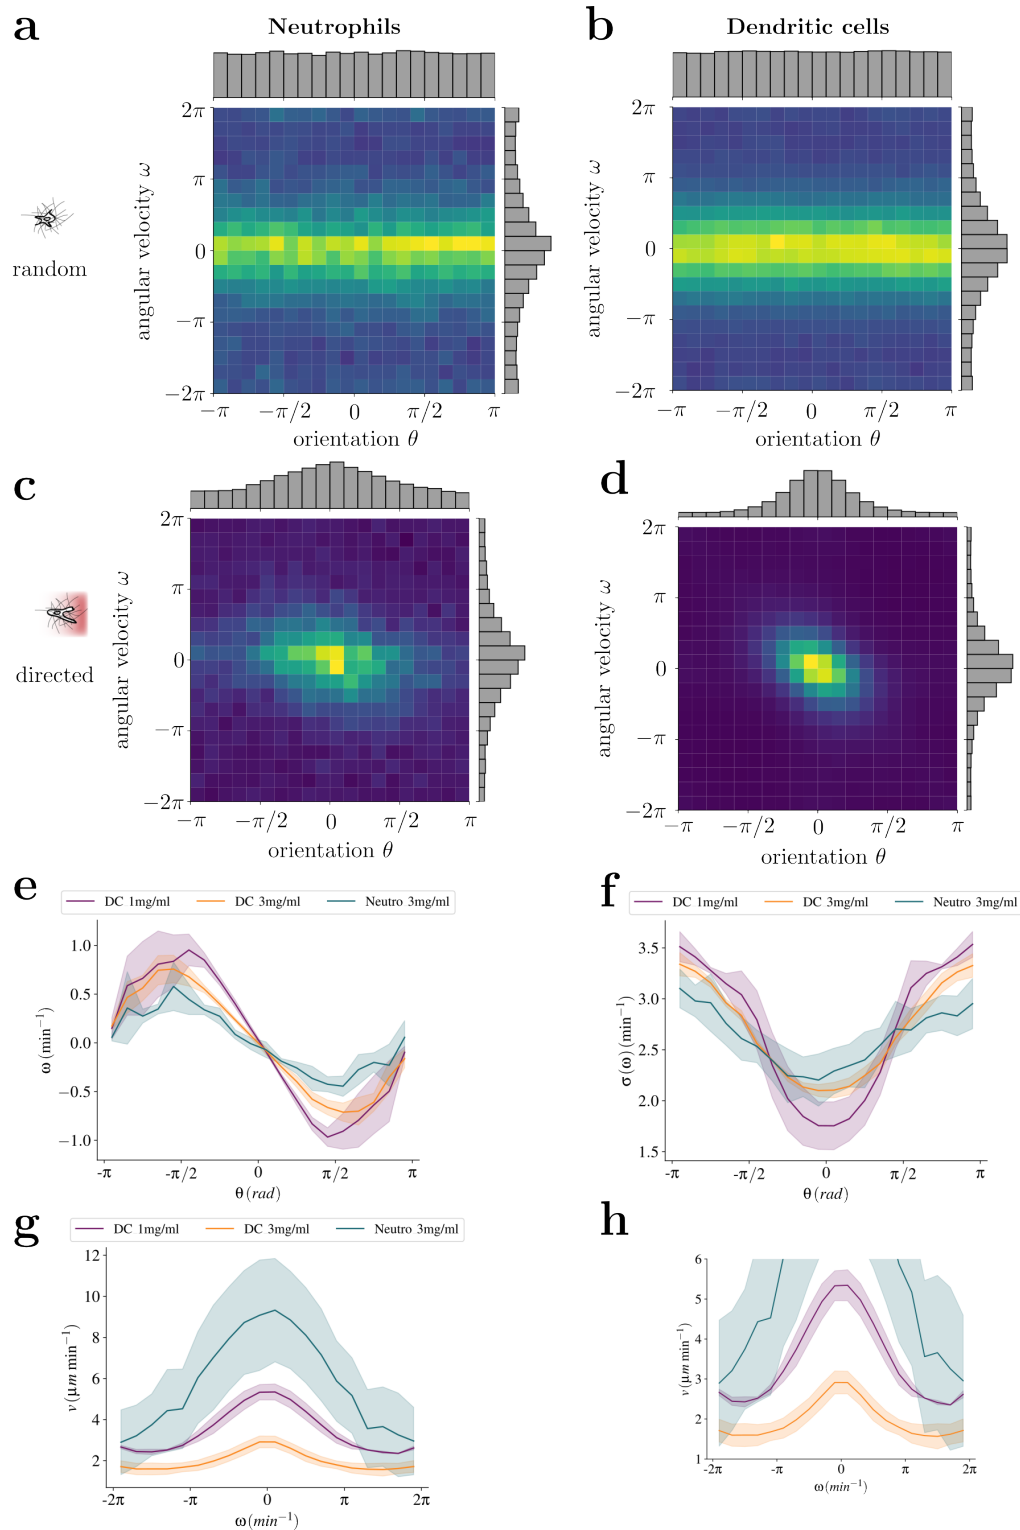 a
Neutrophils
b
Dendritic cells
random
angular velocity ω
2π
π
0
−π
−2π
−π
−π/2
0
π/2
π
orientation θ
angular velocity ω
2π
π
0
−π
−2π
−π
−π/2
0
π/2
π
orientation θ
c
d
directed
angular velocity ω
2π
π
0
−π
−2π
−π
−π/2
0
π/2
π
orientation θ
angular velocity ω
2π
π
0
−π
−2π
−π
−π/2
0
π/2
π
orientation θ
e
DC 1mg/ml
DC 3mg/ml
Neutro 3mg/ml
ω (min⁻¹)
1.0
0.5
0.0
−0.5
−1.0
-π
-π/2
0
π/2
π
θ (rad)
f
DC 1mg/ml
DC 3mg/ml
Neutro 3mg/ml
σ(ω) (min⁻¹)
3.5
3.0
2.5
2.0
1.5
-π
-π/2
0
π/2
π
θ (rad)
g
DC 1mg/ml
DC 3mg/ml
Neutro 3mg/ml
v (μm min⁻¹)
12
10
8
6
4
2
-2π
-π
0
π
2π
ω (min⁻¹)
h
v (μm min⁻¹)
6
5
4
3
2
1
-2π
-π
0
π
2π
ω (min⁻¹)